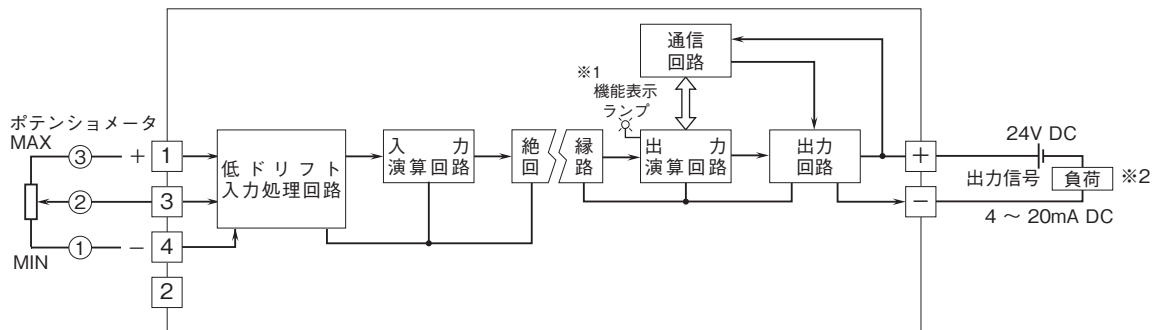 ポテンショメータ
MAX
③
+
1
②
3
①
−
4
MIN
2
低ドリフト
入力処理回路
入力
演算回路
絶縁
回路
※1
機能表示
ランプ
通信
回路
出力
演算回路
出力
回路
+
−
24V DC
出力信号
負荷
※2
4 ～ 20mA DC